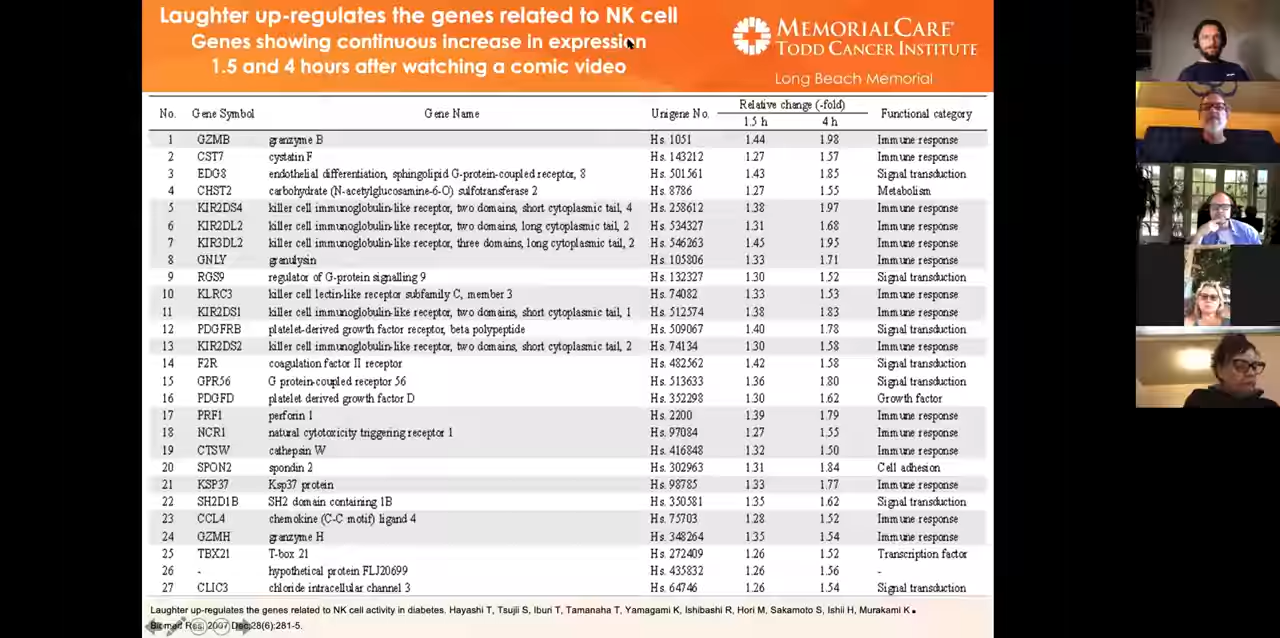 Laughter up-regulates the genes related to NK cell
Genes showing continuous increase in expression
1.5 and 4 hours after watching a comic video
MEMORIALCARE®
TODD CANCER INSTITUTE
Long Beach Memorial
No. Gene Symbol Gene Name Unigene No. Relative change (-fold) Functional category
1.5 h 4 h
1 GZMB granzyme B Hs. 1051 1.44 1.98 Immune response
2 CST7 cystatin F Hs. 143212 1.27 1.57 Immune response
3 EDG8 endothelial differentiation, sphingolipid G-protein-coupled receptor, 8 Hs. 501561 1.43 1.85 Signal transduction
4 CHST2 carbohydrate (N-acetylglucosamine-6-O) sulfotransferase 2 Hs. 8786 1.27 1.55 Metabolism
5 KIR2DS4 killer cell immunoglobulin-like receptor, two domains, short cytoplasmic tail, 4 Hs. 258612 1.38 1.97 Immune response
6 KIR2DL2 killer cell immunoglobulin-like receptor, two domains, long cytoplasmic tail, 2 Hs. 534327 1.31 1.68 Immune response
7 KIR3DL2 killer cell immunoglobulin-like receptor, three domains, long cytoplasmic tail, 2 Hs. 546263 1.45 1.95 Immune response
8 GNLY granulysin Hs. 105806 1.33 1.71 Immune response
9 RGS9 regulator of G-protein signalling 9 Hs. 132327 1.30 1.52 Signal transduction
10 KLRC3 killer cell lectin-like receptor subfamily C, member 3 Hs. 74082 1.33 1.53 Immune response
11 KIR2DS1 killer cell immunoglobulin-like receptor, two domains, short cytoplasmic tail, 1 Hs. 512574 1.38 1.83 Immune response
12 PDGFRB platelet-derived growth factor receptor, beta polypeptide Hs. 509067 1.40 1.78 Signal transduction
13 KIR2DS2 killer cell immunoglobulin-like receptor, two domains, short cytoplasmic tail, 2 Hs. 74134 1.30 1.58 Immune response
14 F2R coagulation factor II receptor Hs. 482562 1.42 1.58 Signal transduction
15 GPR56 G protein-coupled receptor 56 Hs. 513633 1.36 1.80 Signal transduction
16 PDGFD platelet derived growth factor D Hs. 352298 1.30 1.62 Growth factor
17 PRF1 perforin 1 Hs. 2200 1.39 1.79 Immune response
18 NCR1 natural cytotoxicity triggering receptor 1 Hs. 97084 1.27 1.55 Immune response
19 CTSW cathepsin W Hs. 416848 1.32 1.50 Immune response
20 SPON2 spondin 2 Hs. 302963 1.31 1.84 Cell adhesion
21 KSP37 Ksp37 protein Hs. 98785 1.33 1.77 Immune response
22 SH2D1B SH2 domain containing 1B Hs. 350581 1.35 1.62 Signal transduction
23 CCL4 chemokine (C-C motif) ligand 4 Hs. 75703 1.28 1.52 Immune response
24 GZMH granzyme H Hs. 348264 1.35 1.54 Immune response
25 TBX21 T-box 21 Hs. 272409 1.26 1.52 Transcription factor
26 - hypothetical protein FLJ20699 Hs. 435832 1.26 1.56 -
27 CLIC3 chloride intracellular channel 3 Hs. 64746 1.26 1.54 Signal transduction
Laughter up-regulates the genes related to NK cell activity in diabetes. Hayashi T, Tsujii S, Iburi T, Tamanaha T, Yamagami K, Ishibashi R, Hori M, Sakamoto S, Ishii H, Murakami K.
Biomed Res. 2007 Dec;28(6):281-5.